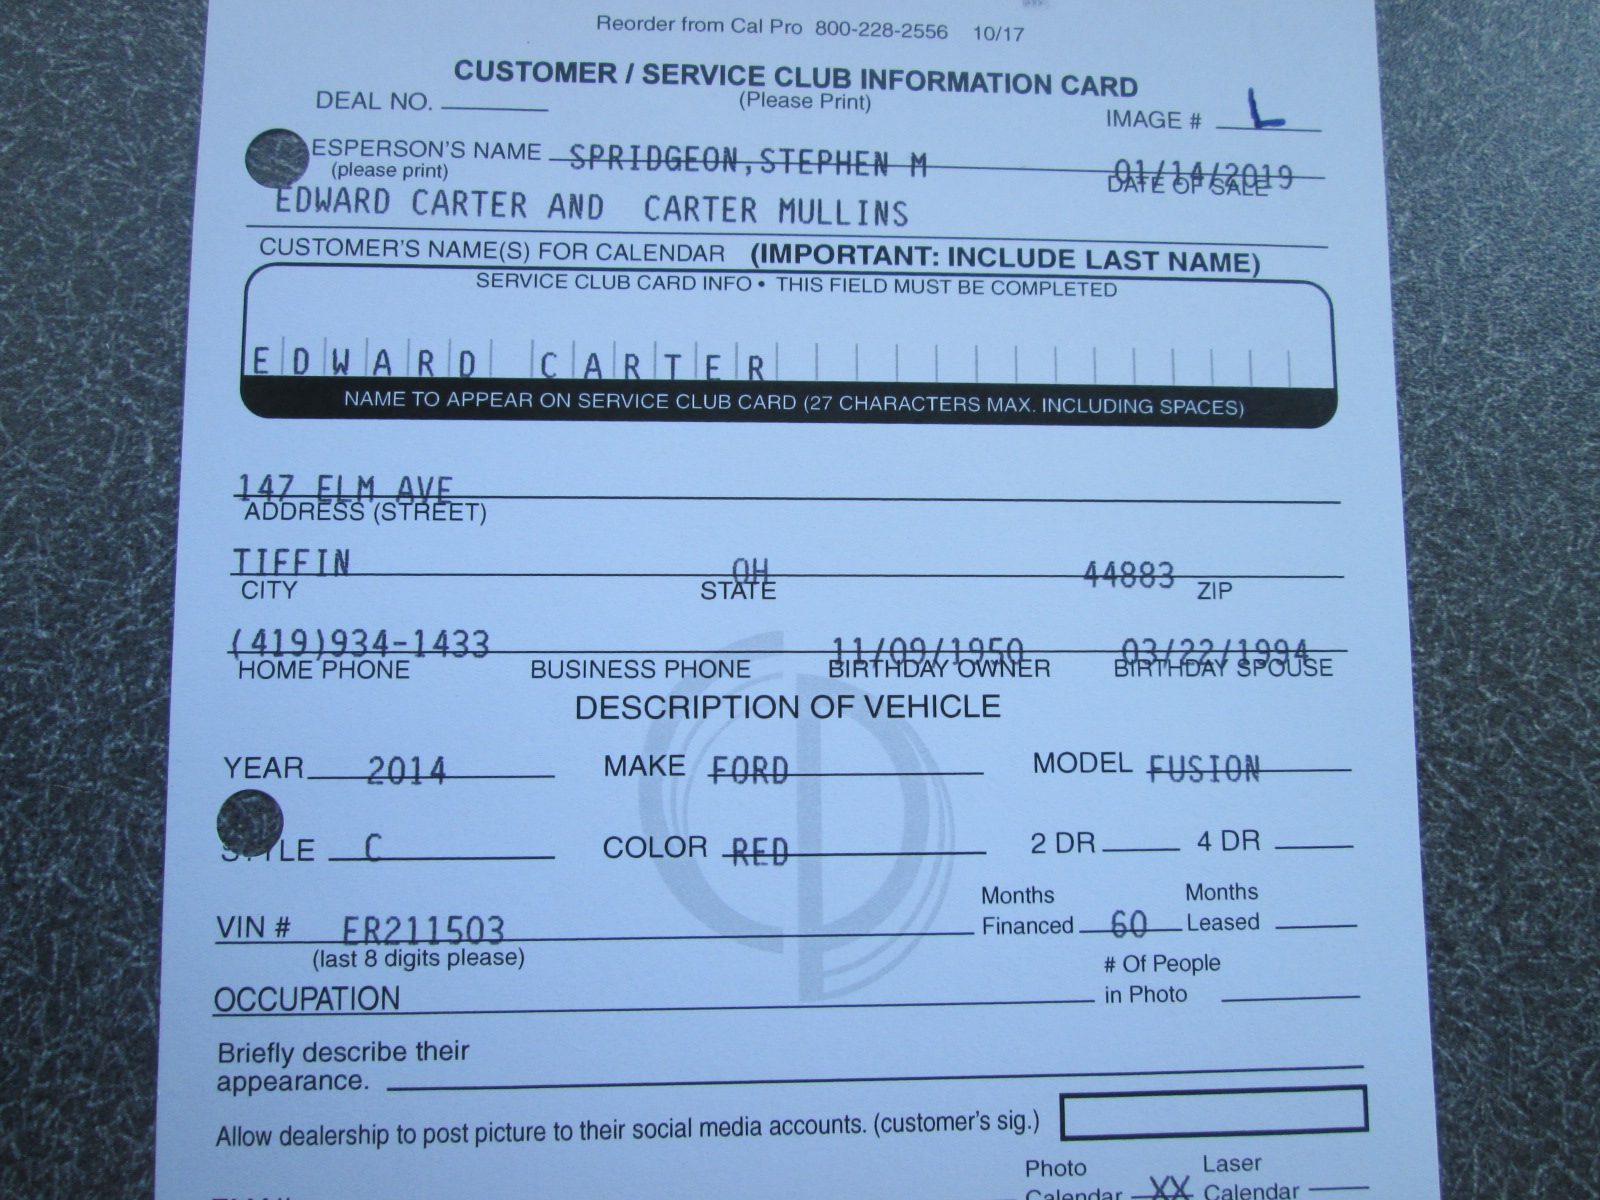 Reorder from Cal Pro 800-228-2556 10/17
CUSTOMER / SERVICE CLUB INFORMATION CARD
DEAL NO. (Please Print) IMAGE # L
ESPERSON'S NAME SPRIDGEON,STEPHEN M 01/14/2019
(please print) DATE OF SALE
EDWARD CARTER AND CARTER MULLINS
CUSTOMER'S NAME(S) FOR CALENDAR (IMPORTANT: INCLUDE LAST NAME)
SERVICE CLUB CARD INFO • THIS FIELD MUST BE COMPLETED
EDWARD CARTER
NAME TO APPEAR ON SERVICE CLUB CARD (27 CHARACTERS MAX. INCLUDING SPACES)
147 ELM AVE
ADDRESS (STREET)
TIFFIN OH 44883
CITY STATE ZIP
(419)934-1433 11/09/1950 03/22/1994
HOME PHONE BUSINESS PHONE BIRTHDAY OWNER BIRTHDAY SPOUSE
DESCRIPTION OF VEHICLE
YEAR 2014 MAKE FORD MODEL FUSION
STYLE C COLOR RED 2 DR 4 DR
Months Months
VIN # ER211503 Financed 60 Leased
(last 8 digits please) # Of People
OCCUPATION in Photo
Briefly describe their
appearance.
Allow dealership to post picture to their social media accounts. (customer's sig.)
Photo Laser
Calendar XX Calendar